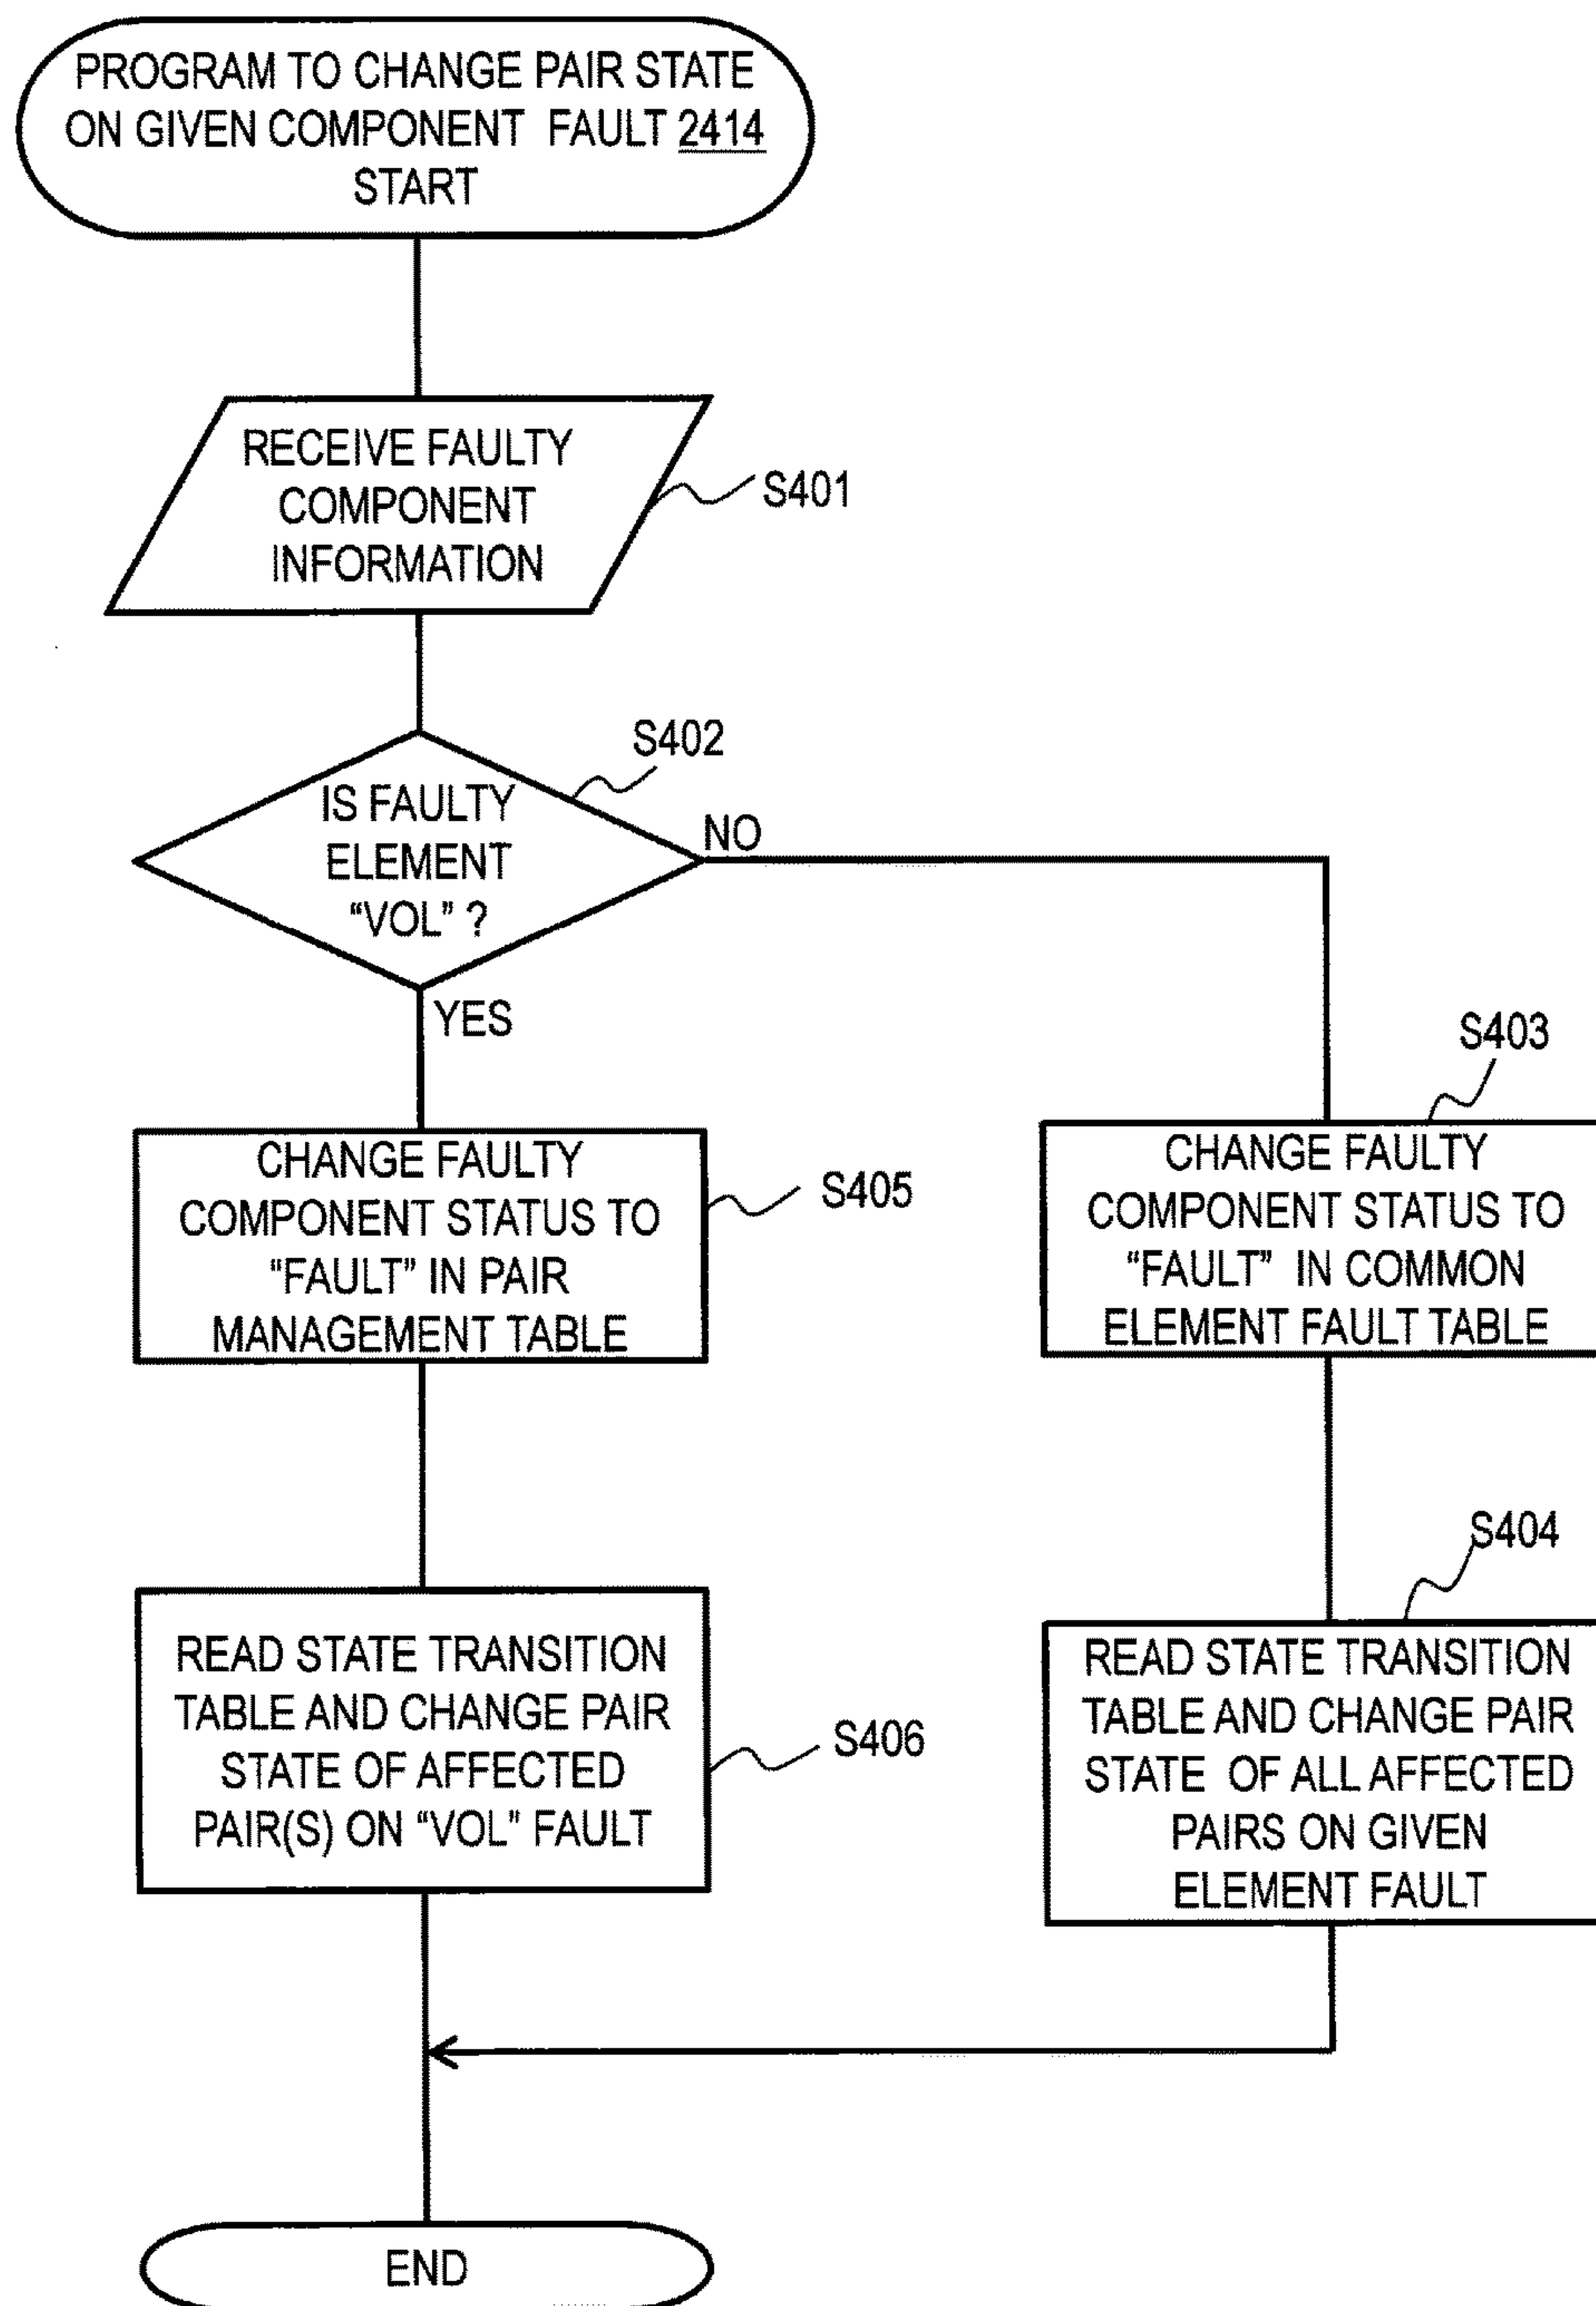 PROGRAM TO CHANGE PAIR STATE
ON GIVEN COMPONENT FAULT 2414
START
RECEIVE FAULTY
COMPONENT
INFORMATION
S401
S402
IS FAULTY
ELEMENT
“VOL” ?
NO
YES
S403
CHANGE FAULTY
COMPONENT STATUS TO
“FAULT” IN PAIR
MANAGEMENT TABLE
S405
CHANGE FAULTY
COMPONENT STATUS TO
“FAULT” IN COMMON
ELEMENT FAULT TABLE
S404
READ STATE TRANSITION
TABLE AND CHANGE PAIR
STATE OF AFFECTED
PAIR(S) ON “VOL” FAULT
S406
READ STATE TRANSITION
TABLE AND CHANGE PAIR
STATE OF ALL AFFECTED
PAIRS ON GIVEN
ELEMENT FAULT
END